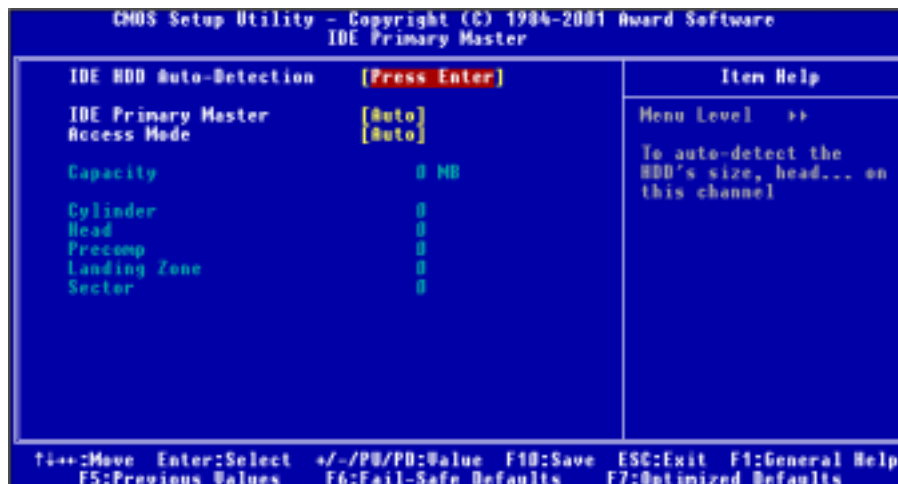 CMOS Setup Utility - Copyright (C) 1984-2001 Award Software
IDE Primary Master
IDE HDD Auto-Detection [Press Enter]
IDE Primary Master [Auto]
Access Mode [Auto]
Capacity 0 MB
Cylinder 0
Head 0
Precomp 0
Landing Zone 0
Sector 0
Item Help
Menu Level ►►
To auto-detect the
HDD's size, head... on
this channel
↑↓→←:Move Enter:Select +/-/PU/PD:Value F10:Save ESC:Exit F1:General Help
F5:Previous Values F6:Fail-Safe Defaults F7:Optimized Defaults